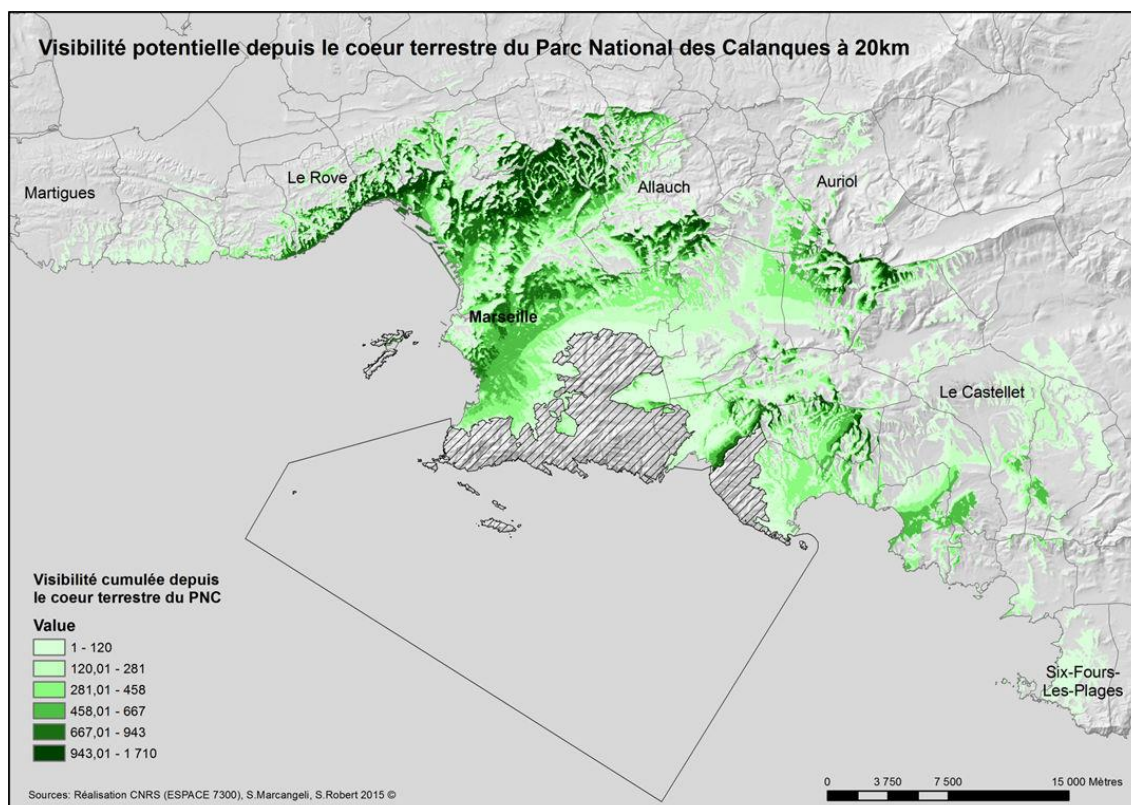 Visibilité potentielle depuis le coeur terrestre du Parc National des Calanques à 20km
Martigues
Le Rove
Allauch
Auriol
Marseille
Le Castellet
Six-Fours-
Les-Plages
Visibilité cumulée depuis
le coeur terrestre du PNC
Value
1 - 120
120,01 - 281
281,01 - 458
458,01 - 667
667,01 - 943
943,01 - 1 710
Sources: Réalisation CNRS (ESPACE 7300), S.Marcangeli, S.Robert 2015 ©
0 3 750 7 500 15 000 Mètres